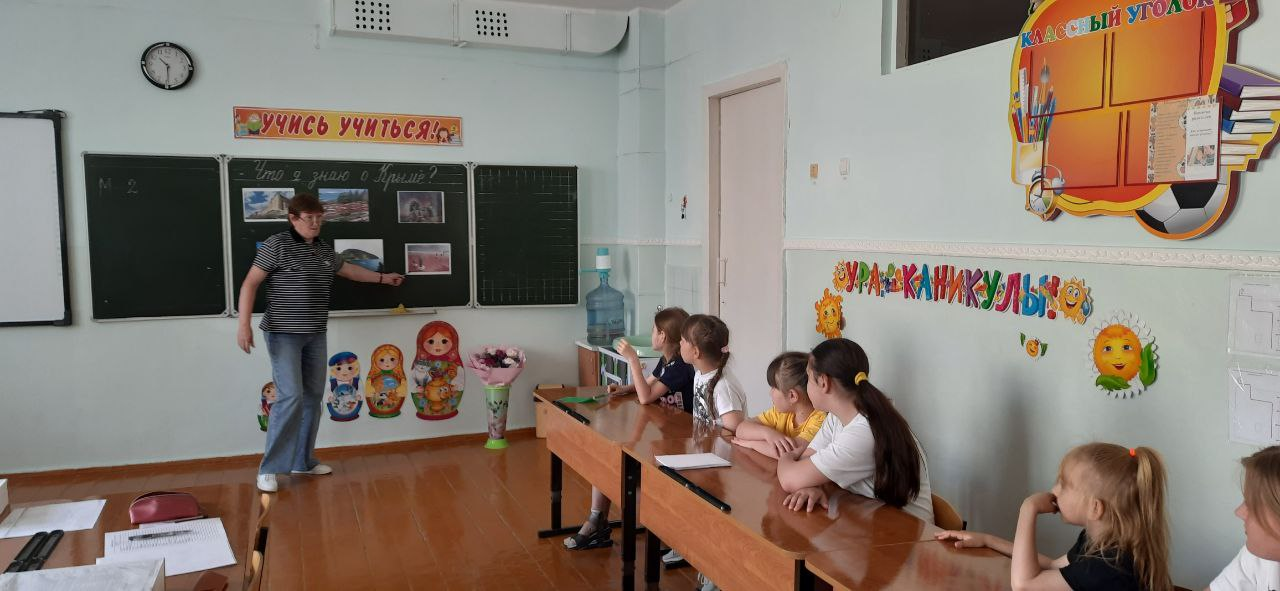 КЛАССНЫЙ УГОЛОК
УЧИСЬ УЧИТЬСЯ!
Что я знаю о Крыме?
М 2
УРА КАНИКУЛЫ!